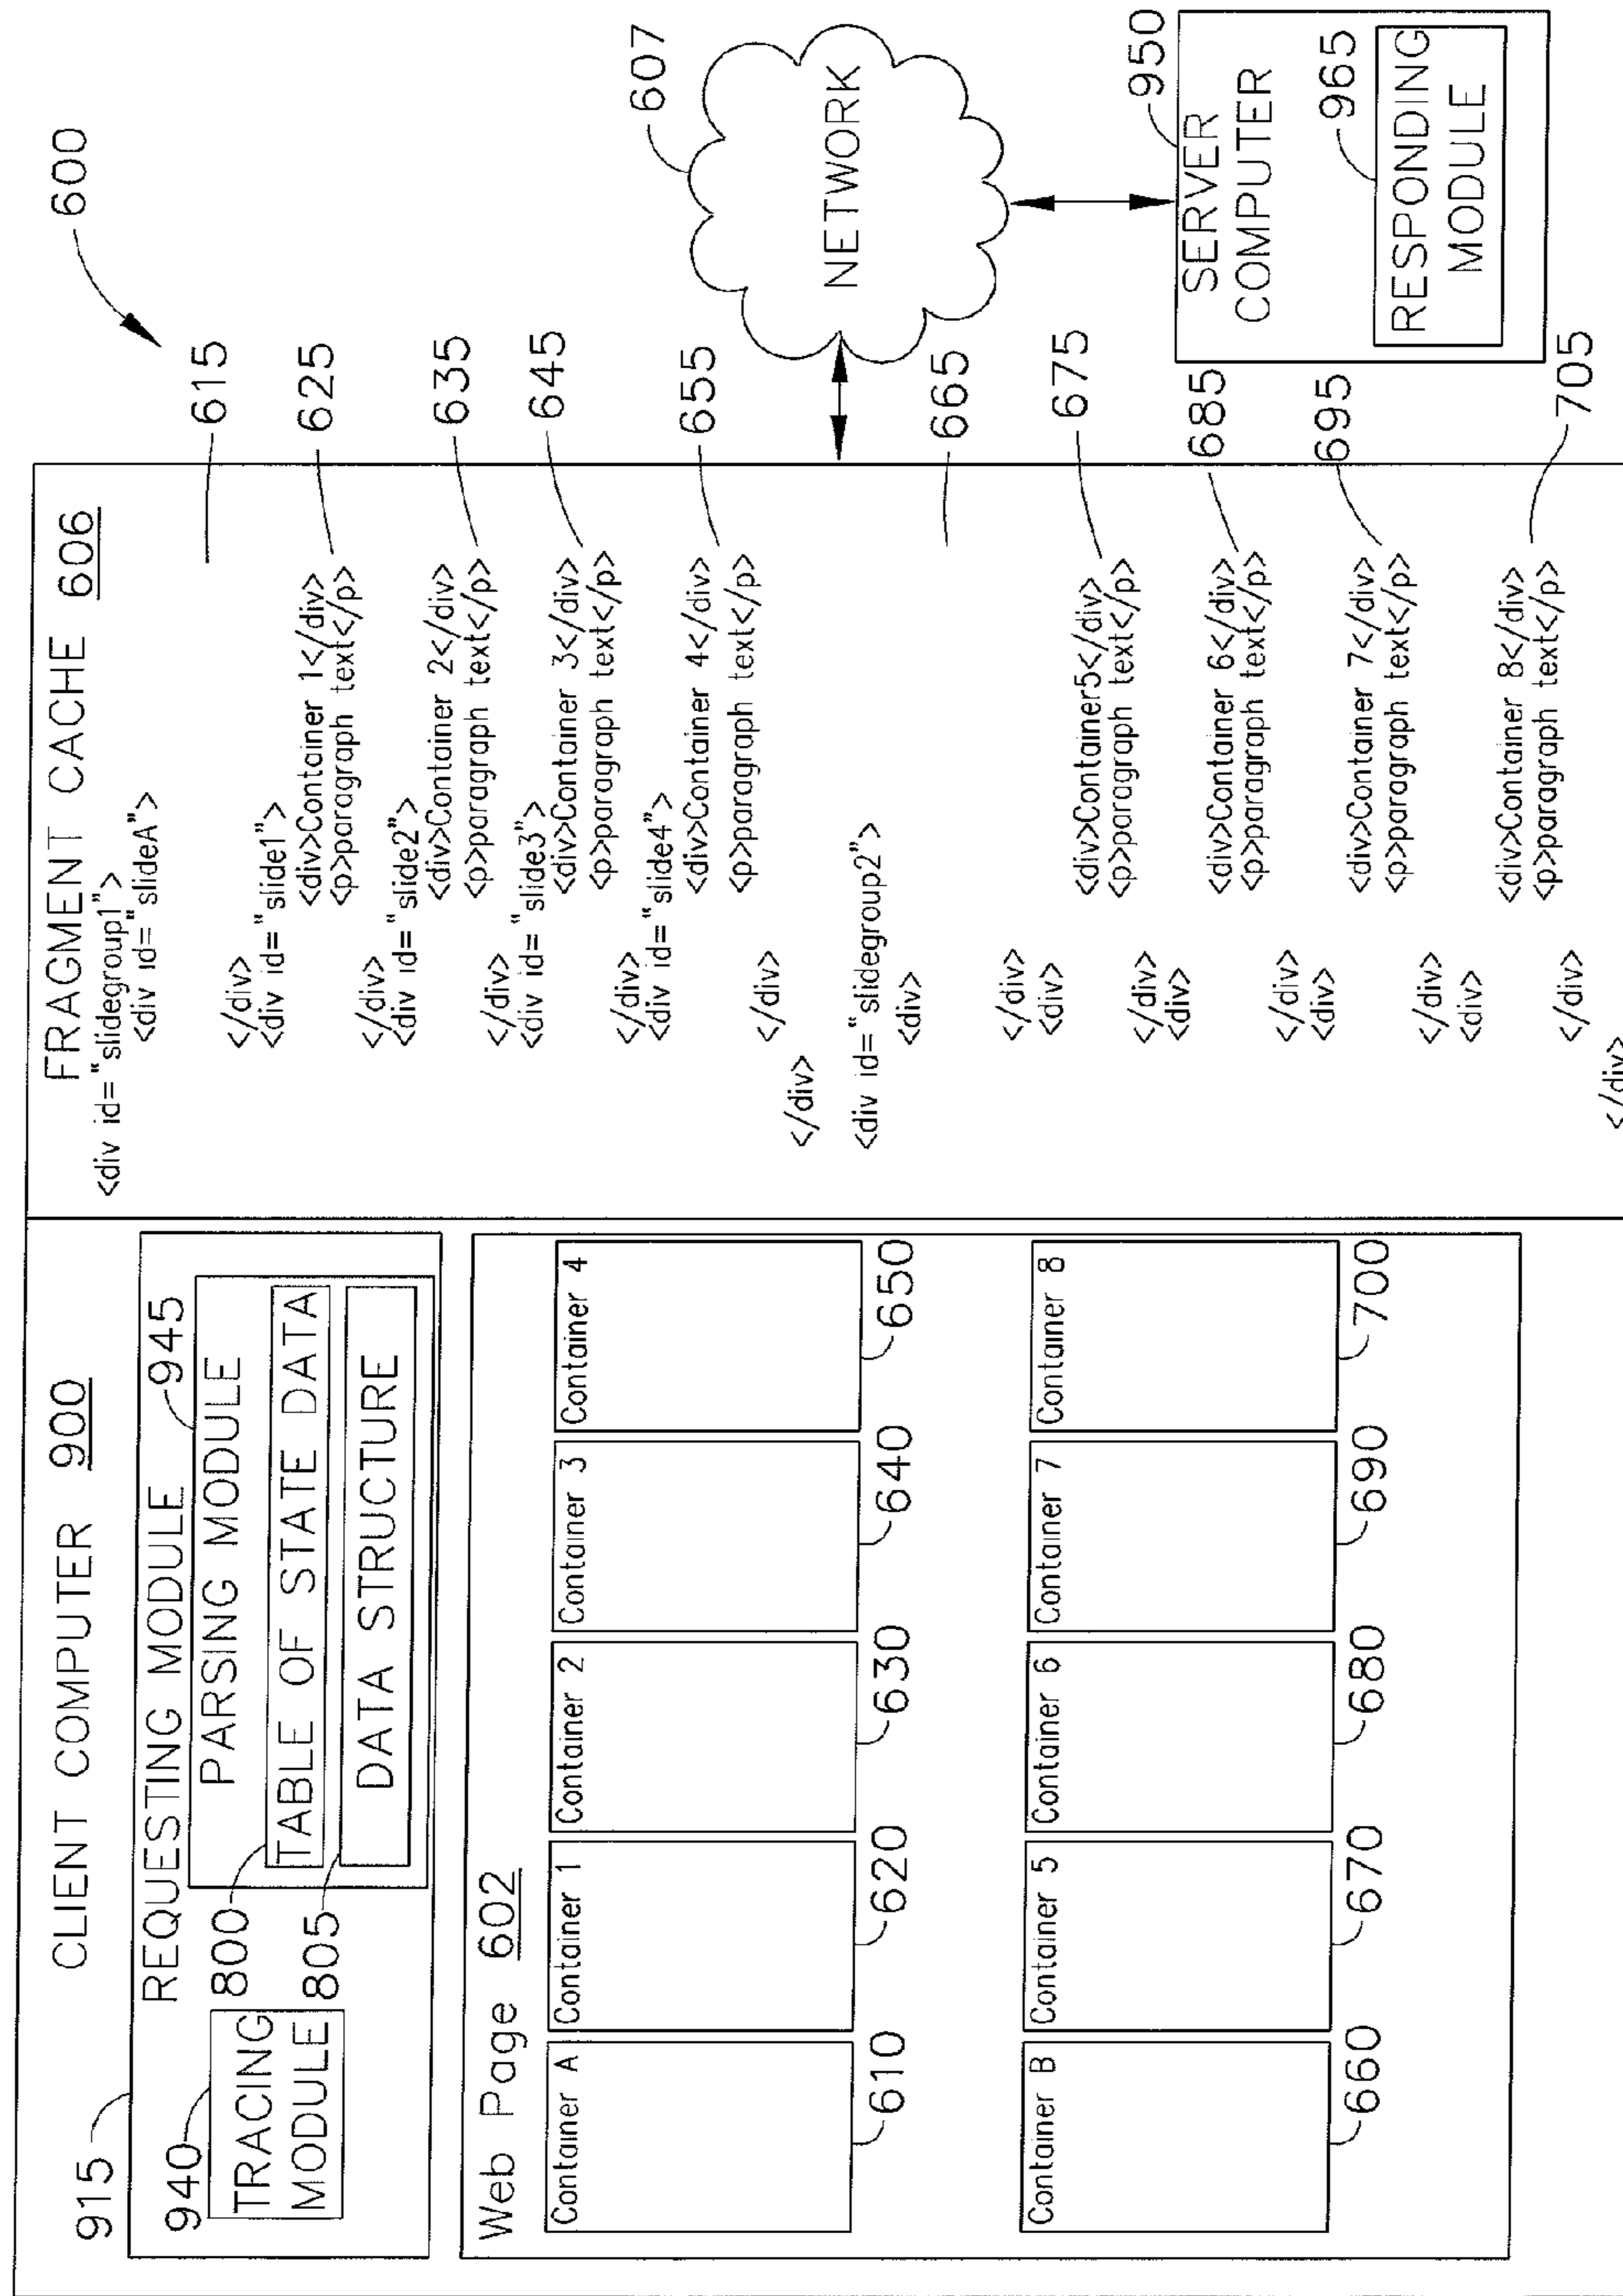 600
CLIENT COMPUTER 900
915
REQUESTING MODULE
940
TRACING
MODULE
945
PARSING MODULE
800
TABLE OF STATE DATA
805
DATA STRUCTURE
Web Page 602
Container A
610
Container 1
620
Container 2
630
Container 3
640
Container 4
650
Container B
660
Container 5
670
Container 6
680
Container 7
690
Container 8
700
FRAGMENT CACHE 606
<div id="slidegroup1">
<div id="slideA">
615
</div>
<div id="slide1">
<div>Container 1</div>
<p>paragraph text</p>
625
</div>
<div id="slide2">
<div>Container 2</div>
<p>paragraph text</p>
635
</div>
<div id="slide3">
<div>Container 3</div>
<p>paragraph text</p>
645
</div>
<div id="slide4">
<div>Container 4</div>
<p>paragraph text</p>
655
</div>
</div>
<div id="slidegroup2">
<div>
665
</div>
<div>
<div>Container5</div>
<p>paragraph text</p>
675
</div>
<div>
<div>Container 6</div>
<p>paragraph text</p>
685
</div>
<div>
<div>Container 7</div>
<p>paragraph text</p>
695
</div>
<div>
<div>Container 8</div>
<p>paragraph text</p>
705
</div>
</div>
607
NETWORK
950
SERVER
COMPUTER
965
RESPONDING
MODULE